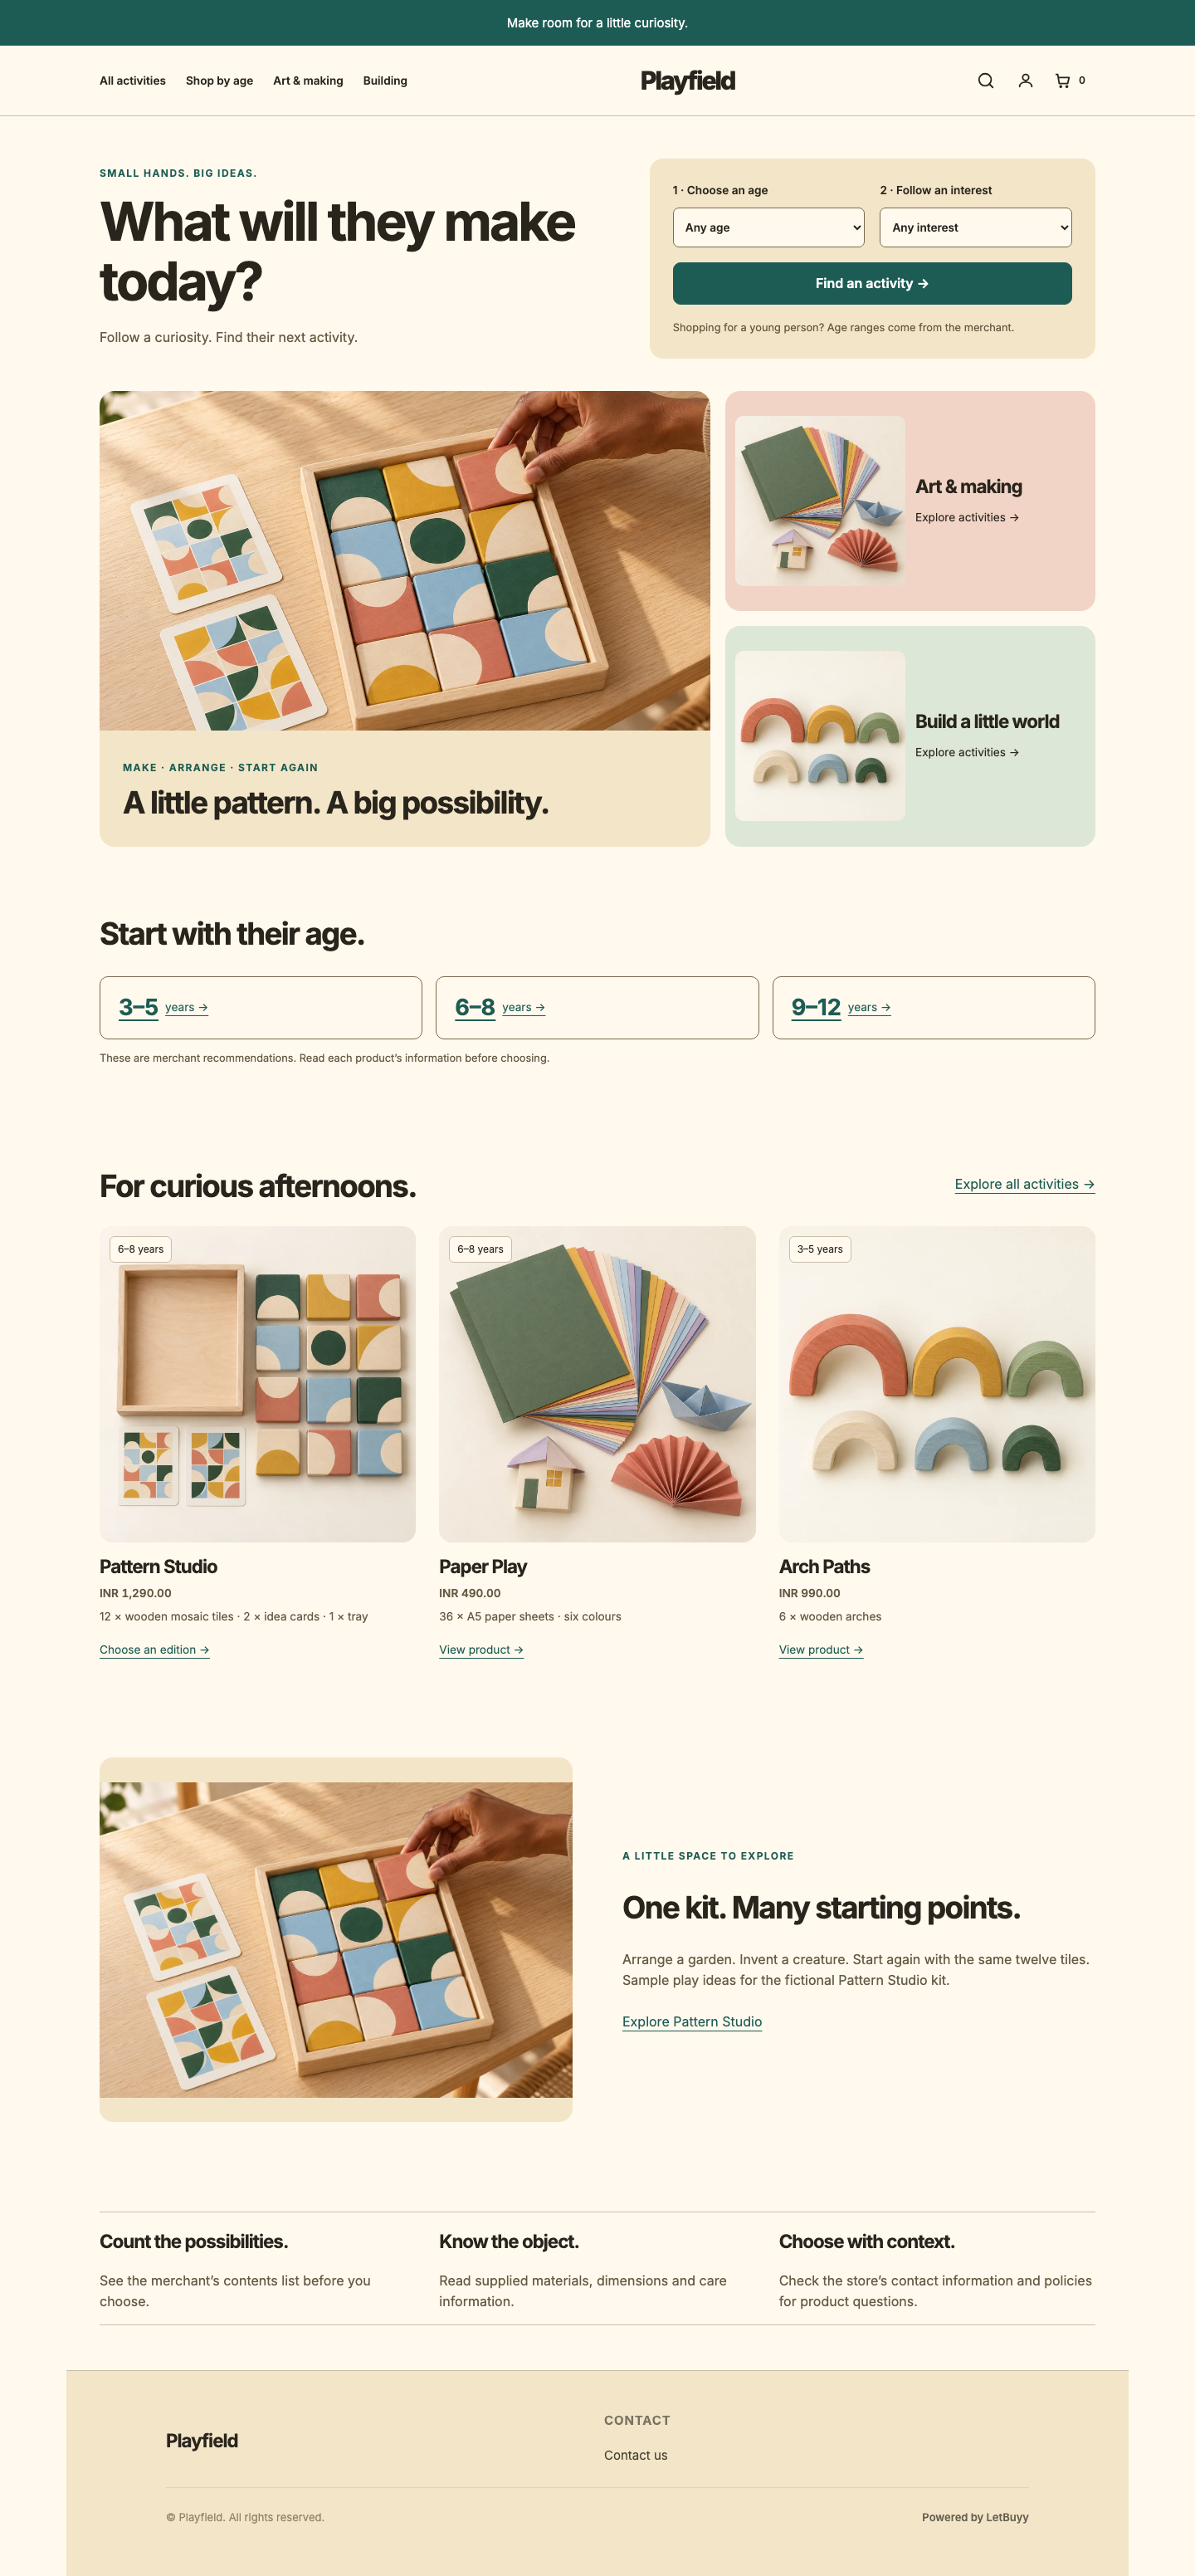 Make room for a little curiosity.
All activities
Shop by age
Art & making
Building
Playfield
0
SMALL HANDS. BIG IDEAS.
What will they make
today?
Follow a curiosity. Find their next activity.
1 · Choose an age
2 · Follow an interest
Any age
Any interest
Find an activity →
Shopping for a young person? Age ranges come from the merchant.
Art & making
Explore activities →
Build a little world
Explore activities →
MAKE · ARRANGE · START AGAIN
A little pattern. A big possibility.
Start with their age.
3–5 years →
6–8 years →
9–12 years →
These are merchant recommendations. Read each product’s information before choosing.
For curious afternoons.
Explore all activities →
6–8 years
6–8 years
3–5 years
Pattern Studio
INR 1,290.00
12 × wooden mosaic tiles · 2 × idea cards · 1 × tray
Choose an edition →
Paper Play
INR 490.00
36 × A5 paper sheets · six colours
View product →
Arch Paths
INR 990.00
6 × wooden arches
View product →
A LITTLE SPACE TO EXPLORE
One kit. Many starting points.
Arrange a garden. Invent a creature. Start again with the same twelve tiles.
Sample play ideas for the fictional Pattern Studio kit.
Explore Pattern Studio
Count the possibilities.
See the merchant’s contents list before you
choose.
Know the object.
Read supplied materials, dimensions and care
information.
Choose with context.
Check the store’s contact information and policies
for product questions.
Playfield
CONTACT
Contact us
© Playfield. All rights reserved.
Powered by LetBuyy